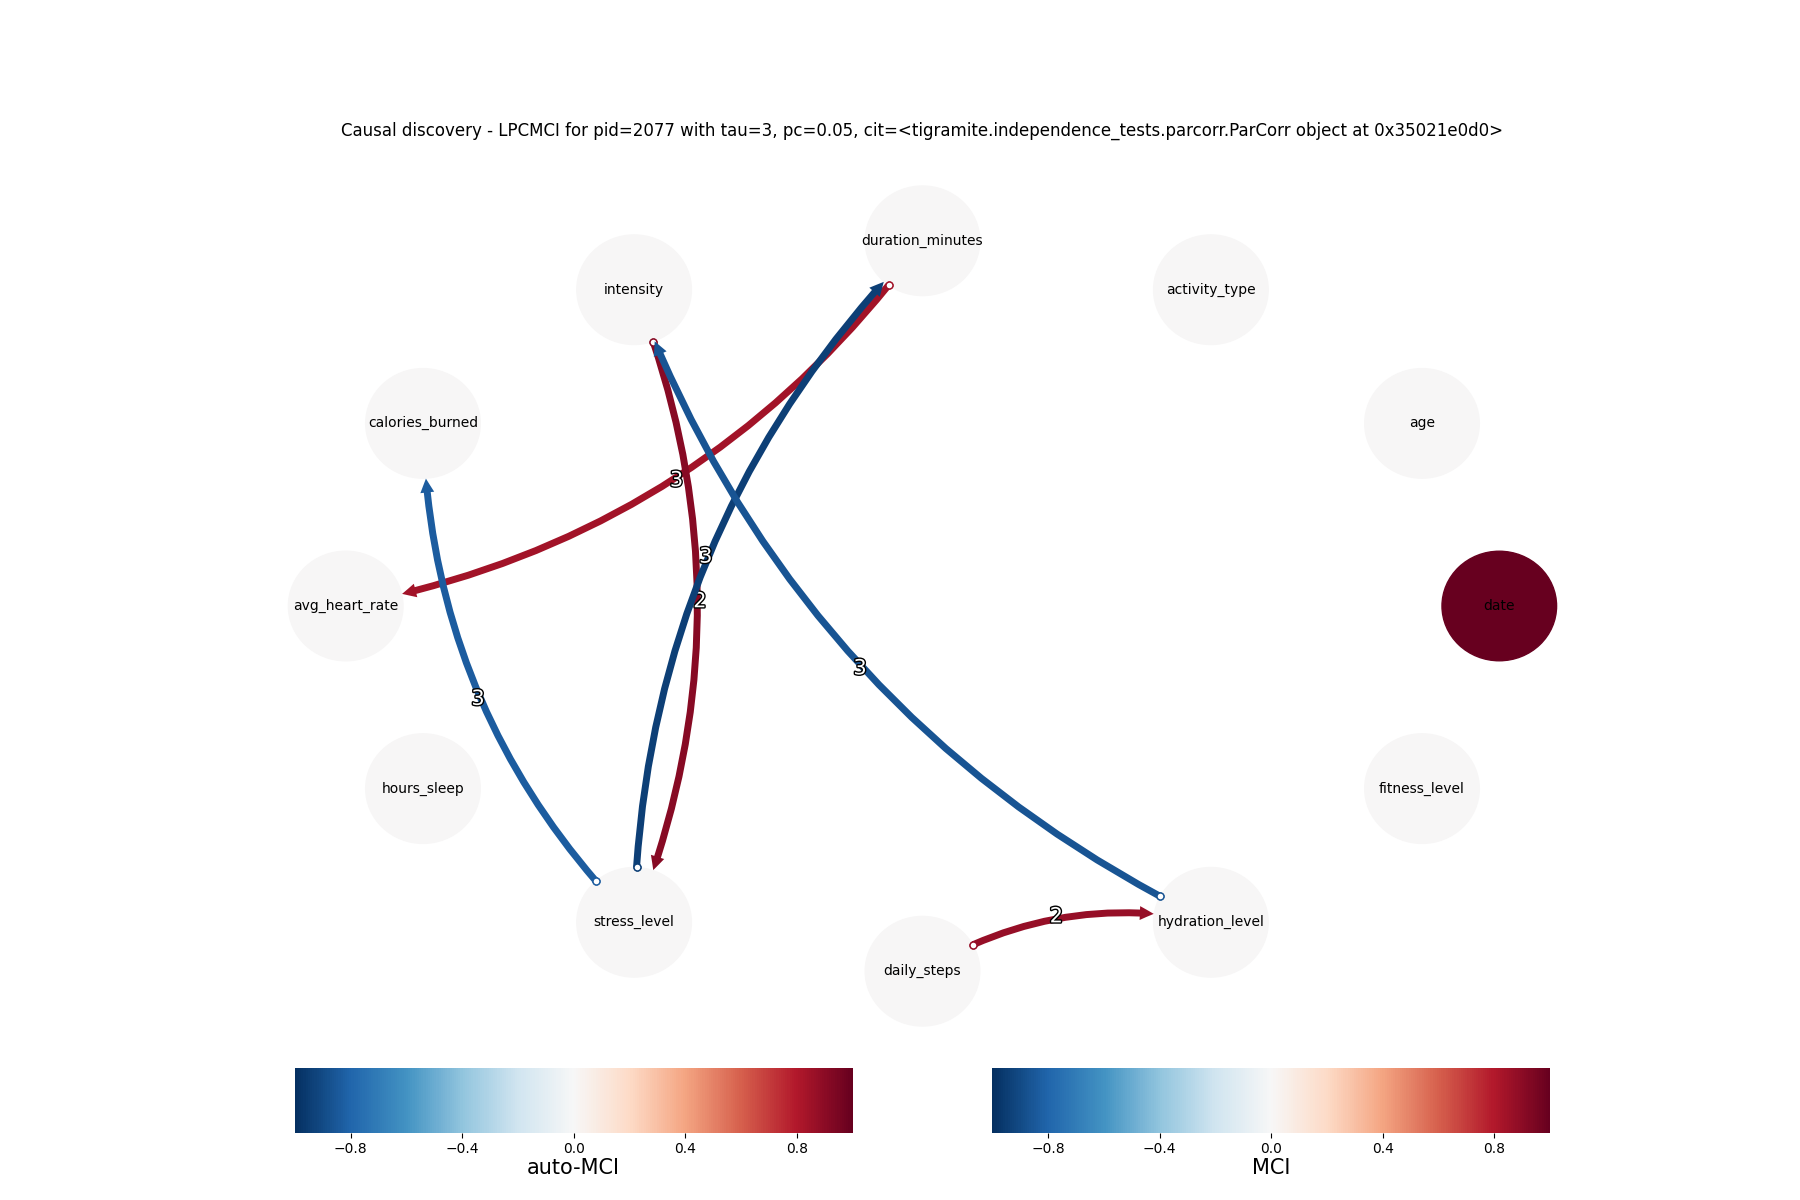 Causal discovery - LPCMCI for pid=2077 with tau=3, pc=0.05, cit=<tigramite.independence_tests.parcorr.ParCorr object at 0x35021e0d0>
duration_minutes
intensity
activity_type
calories_burned
age
3
3
avg_heart_rate
2
date
3
3
hours_sleep
fitness_level
2
stress_level
hydration_level
daily_steps
−0.8 −0.4 0.0 0.4 0.8
auto-MCI
−0.8 −0.4 0.0 0.4 0.8
MCI